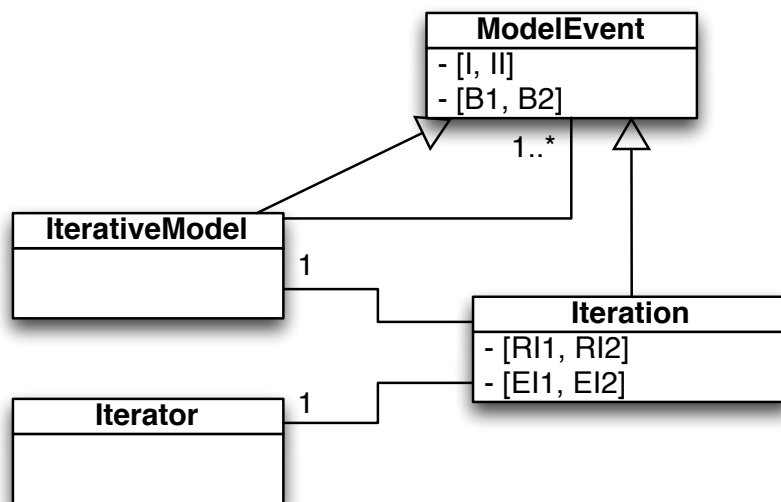 ModelEvent
- [I, II]
- [B1, B2]
1..*
IterativeModel
1
Iteration
- [RI1, RI2]
- [EI1, EI2]
Iterator
1